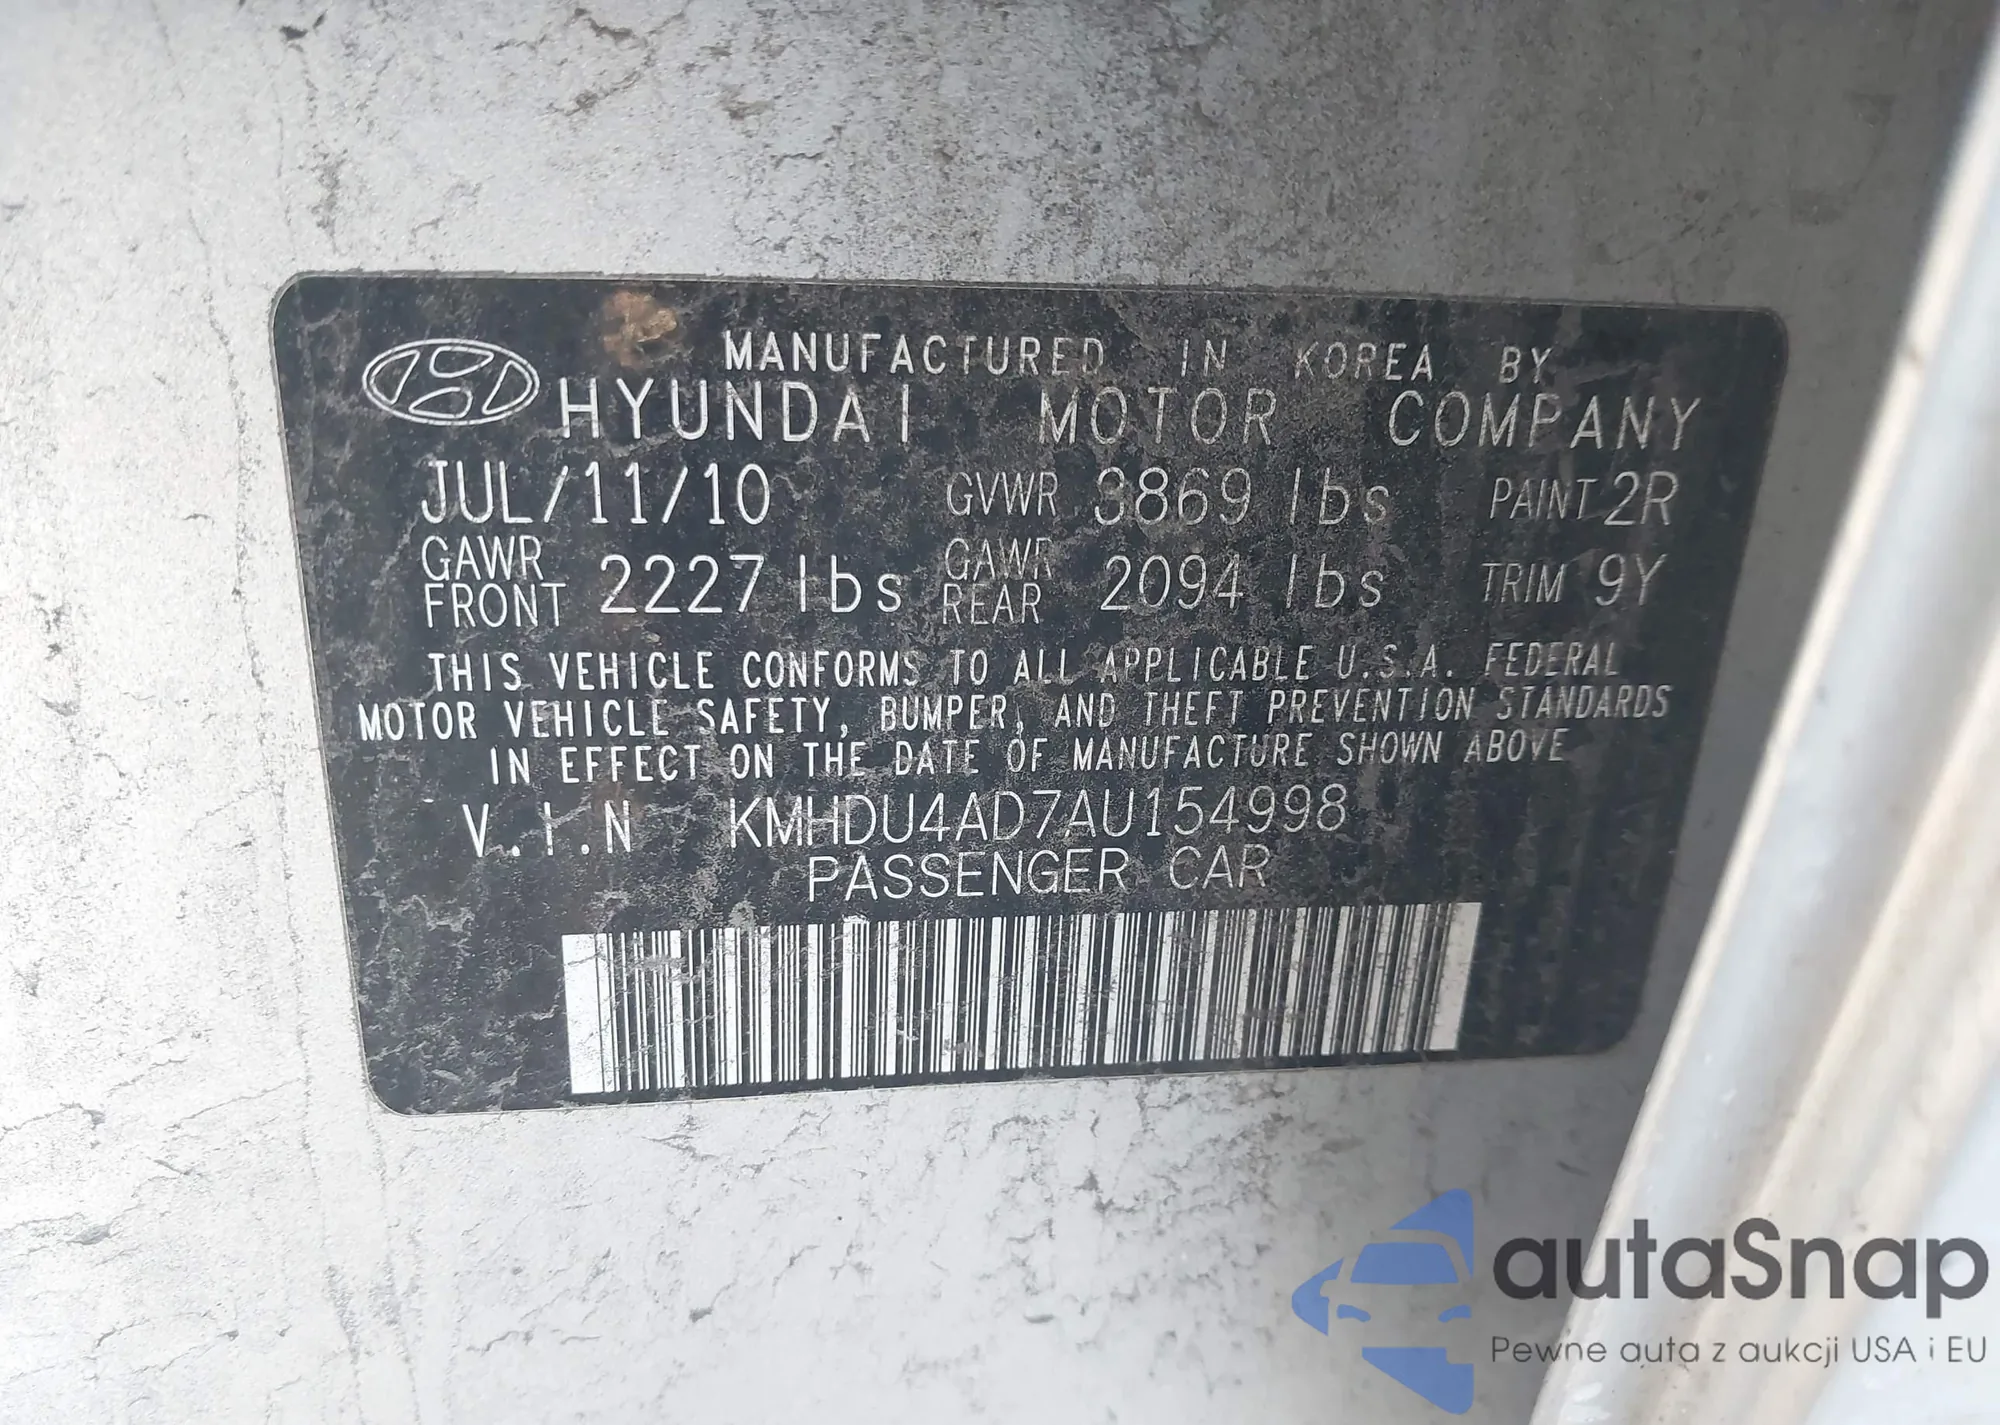 MANUFACTURED IN KOREA BY
HYUNDAI MOTOR COMPANY
JUL/11/10 GVWR 3869 lbs PAINT 2R
GAWR FRONT 2227 lbs GAWR REAR 2094 lbs TRIM 9Y
THIS VEHICLE CONFORMS TO ALL APPLICABLE U.S.A. FEDERAL
MOTOR VEHICLE SAFETY, BUMPER, AND THEFT PREVENTION STANDARDS
IN EFFECT ON THE DATE OF MANUFACTURE SHOWN ABOVE
V.I.N KMHDU4AD7AU154998
PASSENGER CAR
autaSnap
Pewne auta z aukcji USA i EU